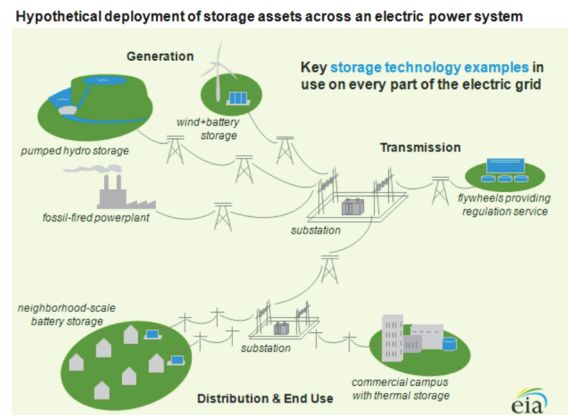 Hypothetical deployment of storage assets across an electric power system
Generation
Key storage technology examples in
use on every part of the electric grid
wind+battery
storage
pumped hydro storage
Transmission
fossil-fired powerplant
flywheels providing
regulation service
substation
neighborhood-scale
battery storage
substation
commercial campus
with thermal storage
Distribution & End Use
eia